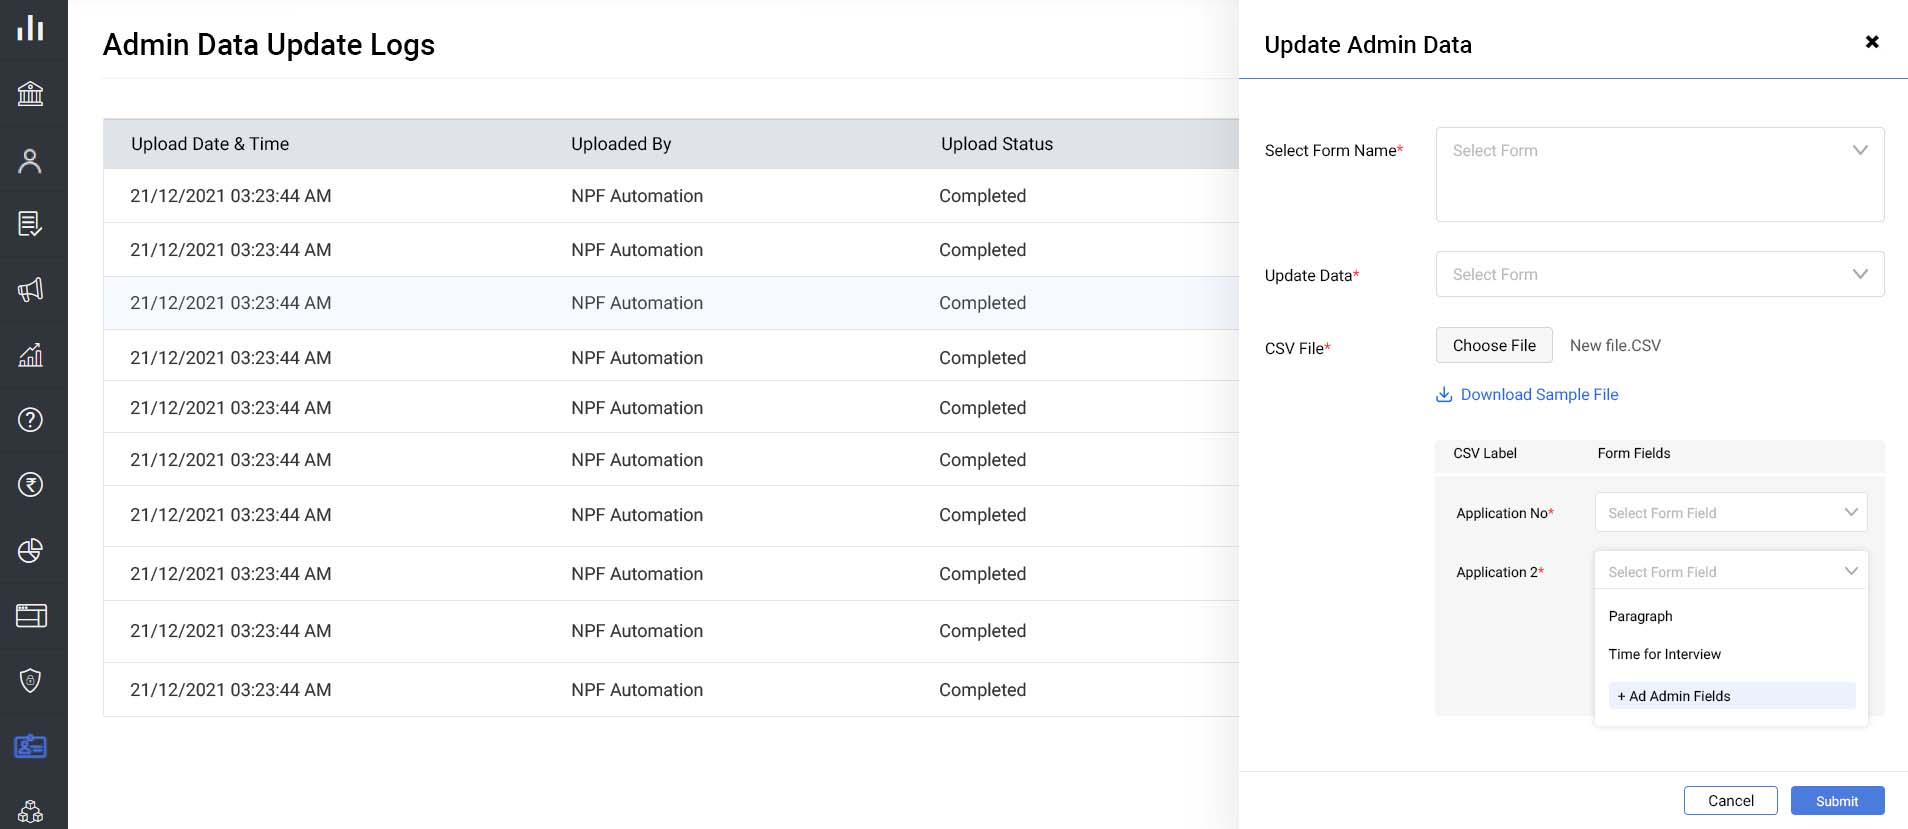 Admin Data Update Logs
Upload Date & Time Uploaded By Upload Status
21/12/2021 03:23:44 AM NPF Automation Completed
21/12/2021 03:23:44 AM NPF Automation Completed
21/12/2021 03:23:44 AM NPF Automation Completed
21/12/2021 03:23:44 AM NPF Automation Completed
21/12/2021 03:23:44 AM NPF Automation Completed
21/12/2021 03:23:44 AM NPF Automation Completed
21/12/2021 03:23:44 AM NPF Automation Completed
21/12/2021 03:23:44 AM NPF Automation Completed
21/12/2021 03:23:44 AM NPF Automation Completed
21/12/2021 03:23:44 AM NPF Automation Completed
Update Admin Data
Select Form Name* Select Form
Update Data* Select Form
CSV File* Choose File New file.CSV
Download Sample File
CSV Label Form Fields
Application No* Select Form Field
Application 2* Select Form Field
Paragraph
Time for Interview
+ Ad Admin Fields
Cancel Submit